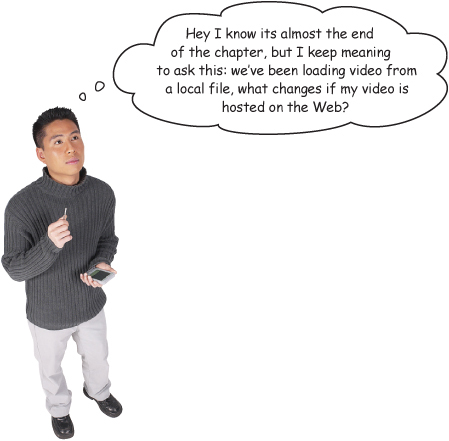 Hey I know its almost the end
of the chapter, but I keep meaning
to ask this: we've been loading video from
a local file, what changes if my video is
hosted on the Web?